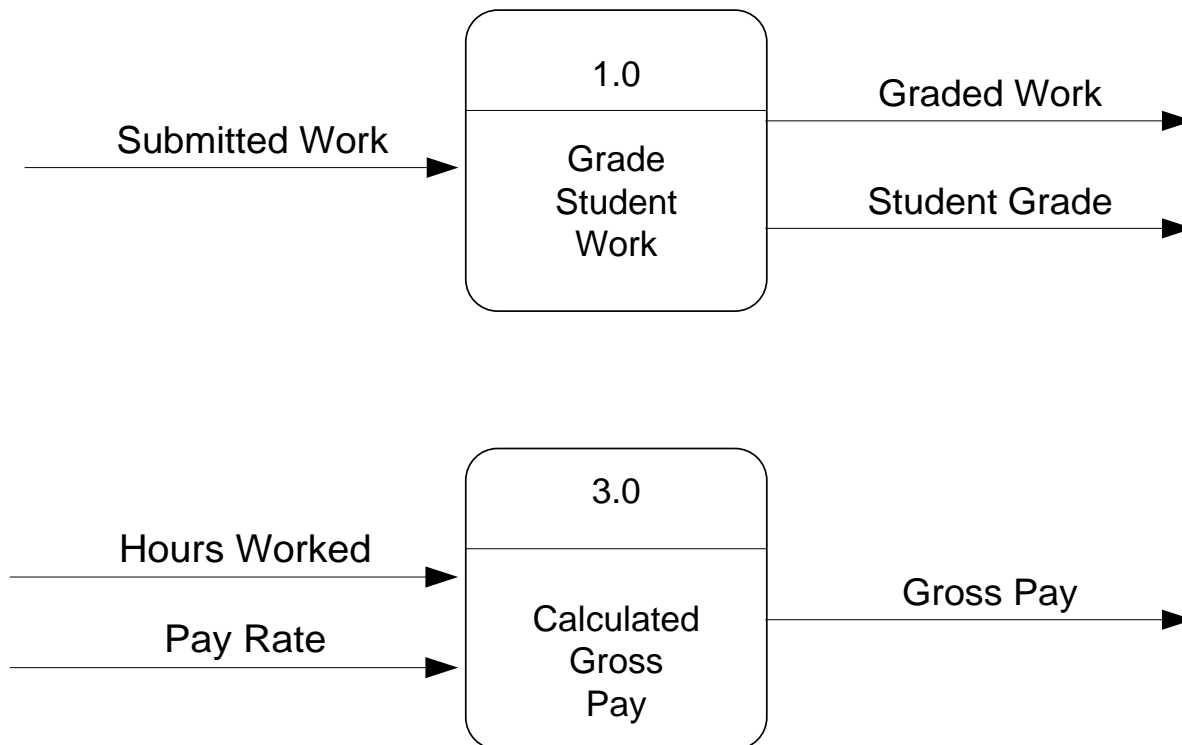 1.0
Graded Work
Submitted Work
Grade
Student
Work
Student Grade
3.0
Hours Worked
Pay Rate
Calculated
Gross
Pay
Gross Pay